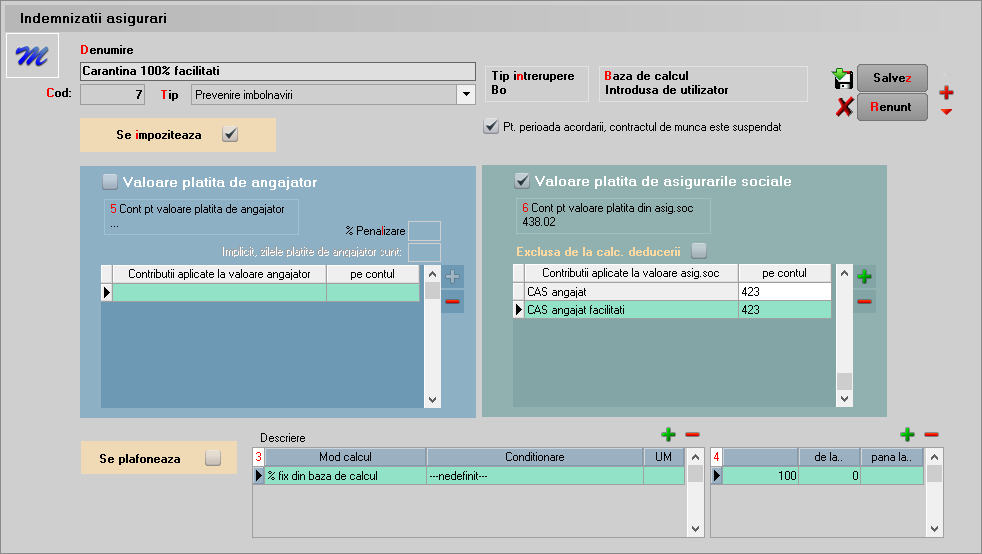 Indemnizatii asigurari
Denumire
Carantina 100% facilitati
Cod: 7 Tip Prevenire imbolnaviri
Tip intrerupere
Bo
Baza de calcul
Introdusa de utilizator
Salvez
Renunt
Se impoziteaza
Pt. perioada acordarii, contractul de munca este suspendat
Valoare platita de angajator
5 Cont pt valoare platita de angajator
...
% Penalizare
Implicit, zilele platite de angajator sunt:
Contributii aplicate la valoare angajator pe contul
Valoare platita de asigurarile sociale
6 Cont pt valoare platita din asig.soc
438.02
Exclusa de la calc. deducerii
Contributii aplicate la valoare asig.soc pe contul
CAS angajat 423
CAS angajat facilitati 423
Se plafoneaza
Descriere
3 Mod calcul Conditionare UM
% fix din baza de calcul ---nedefinit---
4 de la.. pana la..
100 0